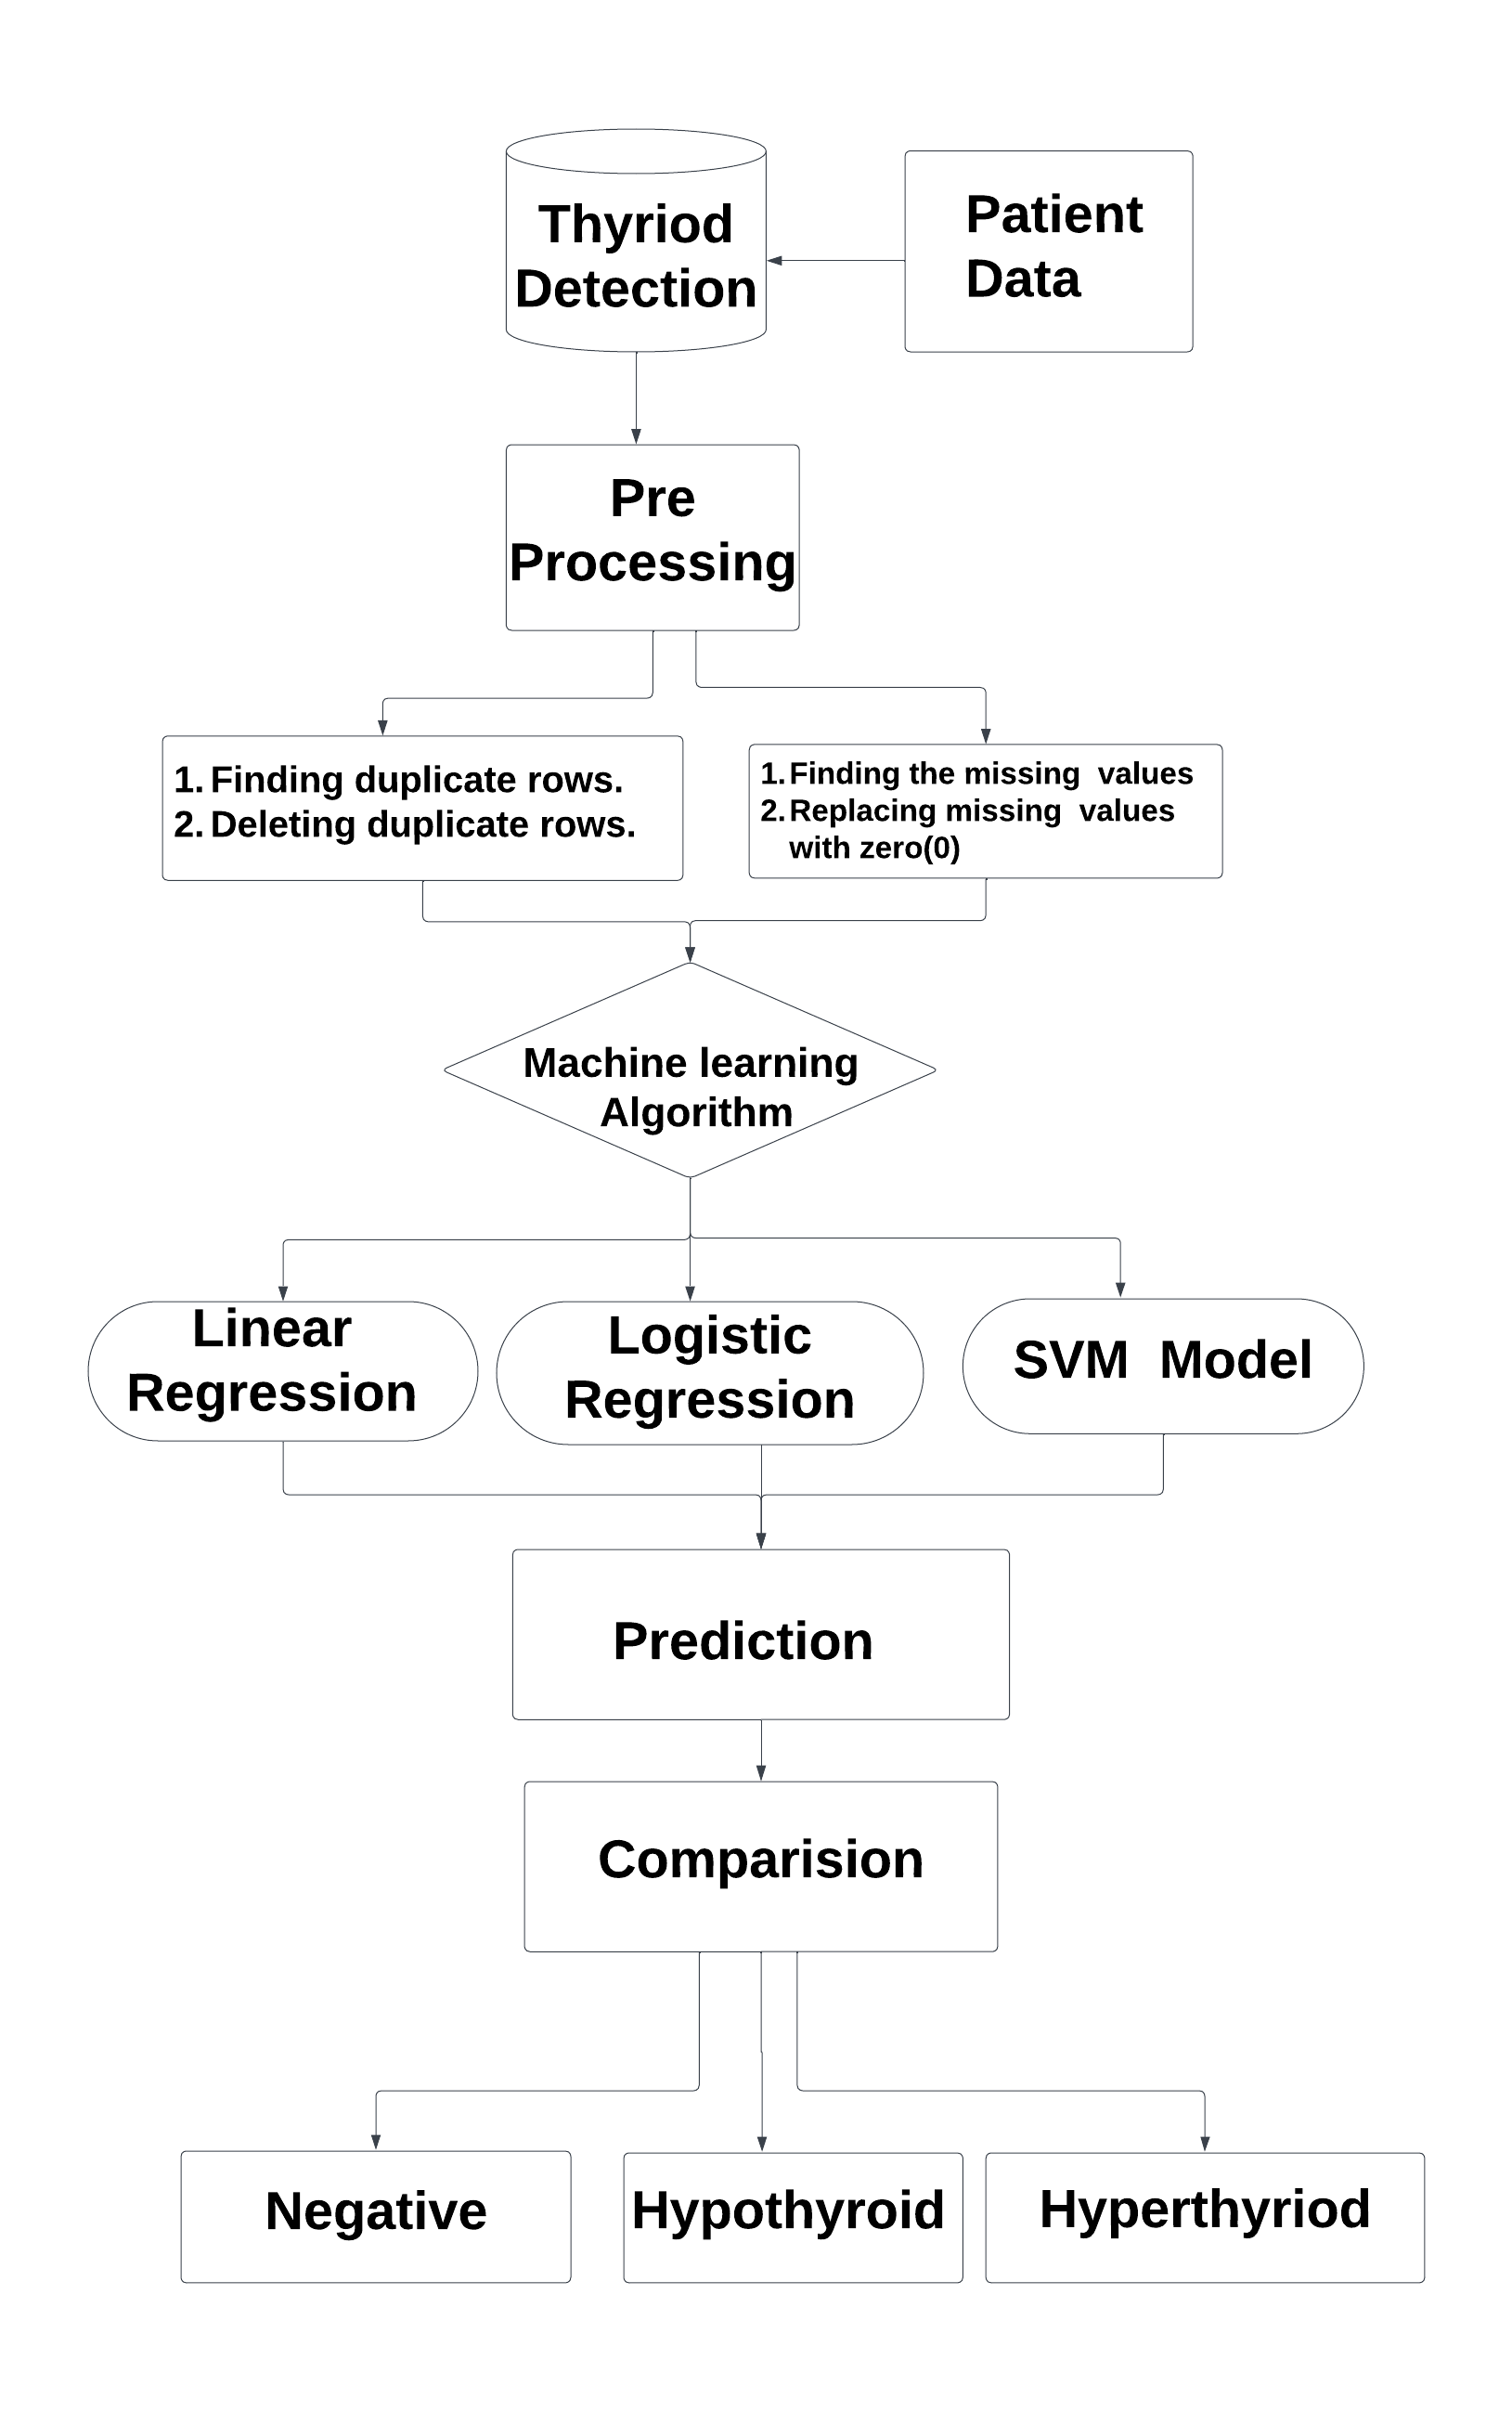 Thyriod
Detection
Patient
Data
Pre
Processing
1. Finding duplicate rows.
2. Deleting duplicate rows.
1. Finding the missing values
2. Replacing missing values
with zero(0)
Machine learning
Algorithm
Linear
Regression
Logistic
Regression
SVM Model
Prediction
Comparision
Negative
Hypothyroid
Hyperthyriod